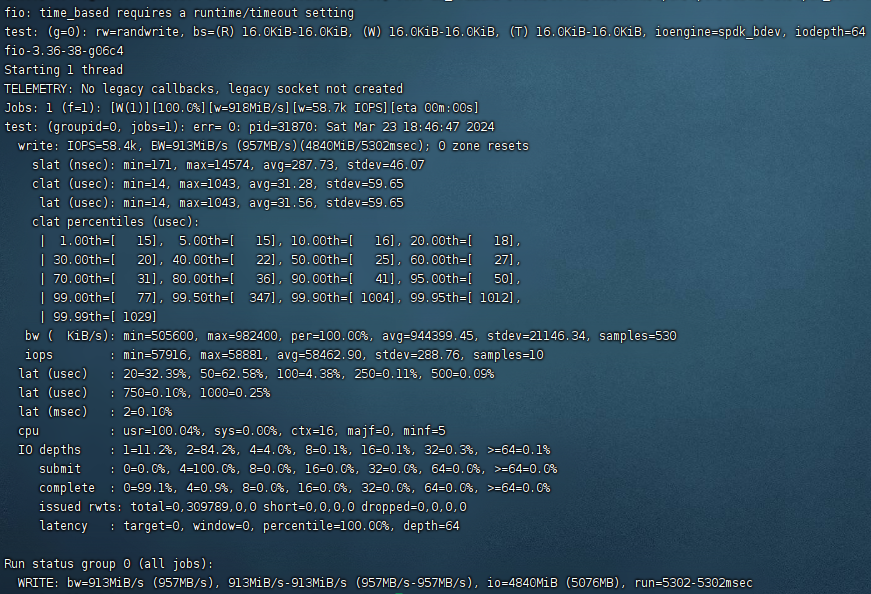 fio: time_based requires a runtime/timeout setting
test: (g=0): rw=randwrite, bs=(R) 16.0KiB-16.0KiB, (W) 16.0KiB-16.0KiB, (T) 16.0KiB-16.0KiB, ioengine=spdk_bdev, iodepth=64
fio-3.36-38-g06c4
Starting 1 thread
TELEMETRY: No legacy callbacks, legacy socket not created
Jobs: 1 (f=1): [W(1)][100.0%][w=918MiB/s][w=58.7k IOPS][eta 00m:00s]
test: (groupid=0, jobs=1): err= 0: pid=31870: Sat Mar 23 18:46:47 2024
  write: IOPS=58.4k, EW=913MiB/s (957MB/s)(4840MiB/5302msec); 0 zone resets
    slat (nsec): min=171, max=14574, avg=287.73, stdev=46.07
    clat (usec): min=14, max=1043, avg=31.28, stdev=59.65
     lat (usec): min=14, max=1043, avg=31.56, stdev=59.65
    clat percentiles (usec):
     |  1.00th=[   15],  5.00th=[   15], 10.00th=[   16], 20.00th=[   18],
     | 30.00th=[   20], 40.00th=[   22], 50.00th=[   25], 60.00th=[   27],
     | 70.00th=[   31], 80.00th=[   36], 90.00th=[   41], 95.00th=[   50],
     | 99.00th=[   77], 99.50th=[  347], 99.90th=[ 1004], 99.95th=[ 1012],
     | 99.99th=[ 1029]
   bw (  KiB/s): min=505600, max=982400, per=100.00%, avg=944399.45, stdev=21146.34, samples=530
   iops        : min=57916, max=58881, avg=58462.90, stdev=288.76, samples=10
  lat (usec)   : 20=32.39%, 50=62.58%, 100=4.38%, 250=0.11%, 500=0.09%
  lat (usec)   : 750=0.10%, 1000=0.25%
  lat (msec)   : 2=0.10%
  cpu          : usr=100.04%, sys=0.00%, ctx=16, majf=0, minf=5
  IO depths    : 1=11.2%, 2=84.2%, 4=4.0%, 8=0.1%, 16=0.1%, 32=0.3%, >=64=0.1%
     submit    : 0=0.0%, 4=100.0%, 8=0.0%, 16=0.0%, 32=0.0%, 64=0.0%, >=64=0.0%
     complete  : 0=99.1%, 4=0.9%, 8=0.0%, 16=0.0%, 32=0.0%, 64=0.0%, >=64=0.0%
     issued rwts: total=0,309789,0,0 short=0,0,0,0 dropped=0,0,0,0
     latency   : target=0, window=0, percentile=100.00%, depth=64
Run status group 0 (all jobs):
  WRITE: bw=913MiB/s (957MB/s), 913MiB/s-913MiB/s (957MB/s-957MB/s), io=4840MiB (5076MB), run=5302-5302msec